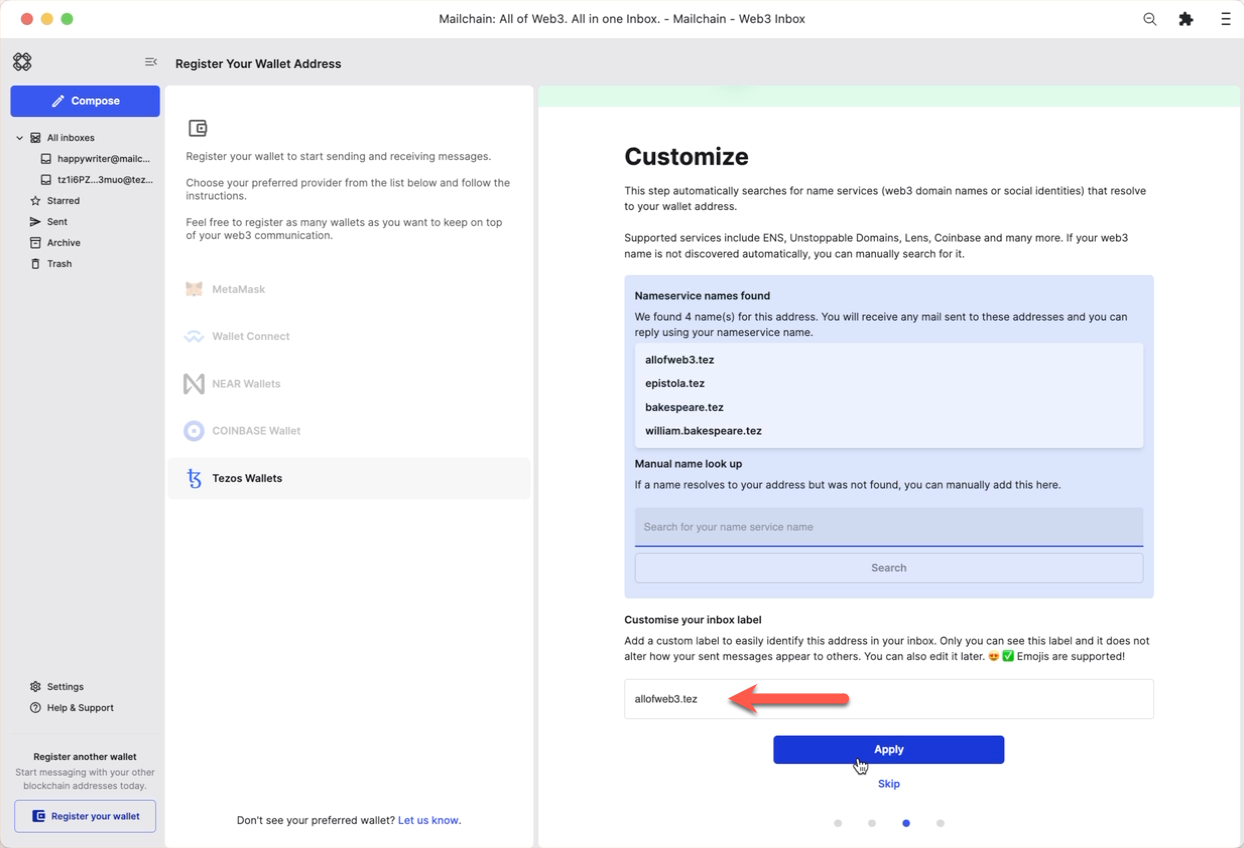 Mailchain: All of Web3. All in one Inbox. - Mailchain - Web3 Inbox
Register Your Wallet Address
Compose
All inboxes
happywriter@mailc...
tz1i6PZ...3muo@tez...
Starred
Sent
Archive
Trash
Settings
Help & Support
Register another wallet
Start messaging with your other
blockchain addresses today.
Register your wallet
Register your wallet to start sending and receiving messages.
Choose your preferred provider from the list below and follow the
instructions.
Feel free to register as many wallets as you want to keep on top
of your web3 communication.
MetaMask
Wallet Connect
NEAR Wallets
COINBASE Wallet
Tezos Wallets
Don't see your preferred wallet? Let us know.
Customize
This step automatically searches for name services (web3 domain names or social identities) that resolve
to your wallet address.
Supported services include ENS, Unstoppable Domains, Lens, Coinbase and many more. If your web3
name is not discovered automatically, you can manually search for it.
Nameservice names found
We found 4 name(s) for this address. You will receive any mail sent to these addresses and you can
reply using your nameservice name.
allofweb3.tez
epistola.tez
bakespeare.tez
william.bakespeare.tez
Manual name look up
If a name resolves to your address but was not found, you can manually add this here.
Search for your name service name
Search
Customise your inbox label
Add a custom label to easily identify this address in your inbox. Only you can see this label and it does not
alter how your sent messages appear to others. You can also edit it later. 😍 ✅ Emojis are supported!
allofweb3.tez
Apply
Skip